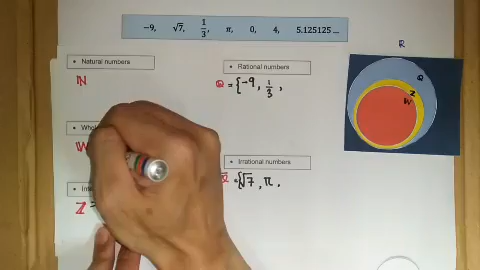 -9, √7, 1/3, π, 0, 4, 5.125125...
R
Natural numbers
Rational numbers
ℕ
ℚ = {-9, 1/3,
Q
Z
W
Irrational numbers
𝕎
= {√7, π.
ℤ =